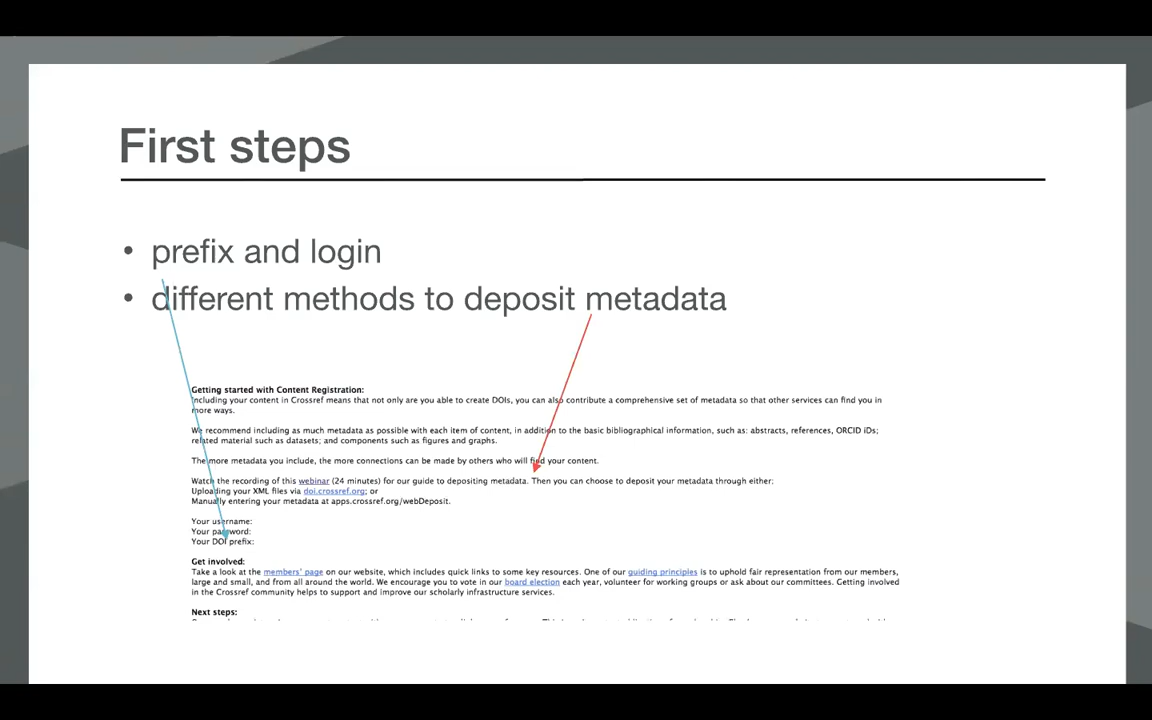 First steps
• prefix and login
• different methods to deposit metadata
Getting started with Content Registration:
Including your content in Crossref means that not only are you able to create DOIs, you can also contribute a comprehensive set of metadata so that other services can find you in
more ways.
We recommend including as much metadata as possible with each item of content, in addition to the basic bibliographical information, such as: abstracts, references, ORCID iDs;
related material such as datasets; and components such as figures and graphs.
The more metadata you include, the more connections can be made by others who will find your content.
Watch the recording of this webinar (24 minutes) for our guide to depositing metadata. Then you can choose to deposit your metadata through either:
Uploading your XML files via doi.crossref.org; or
Manually entering your metadata at apps.crossref.org/webDeposit.
Your username:
Your password:
Your DOI prefix:
Get involved:
Take a look at the members' page on our website, which includes quick links to some key resources. One of our guiding principles is to uphold fair representation from our members,
large and small, and from all around the world. We encourage you to vote in our board election each year, volunteer for working groups or ask about our committees. Getting involved
in the Crossref community helps to support and improve our scholarly infrastructure services.
Next steps: